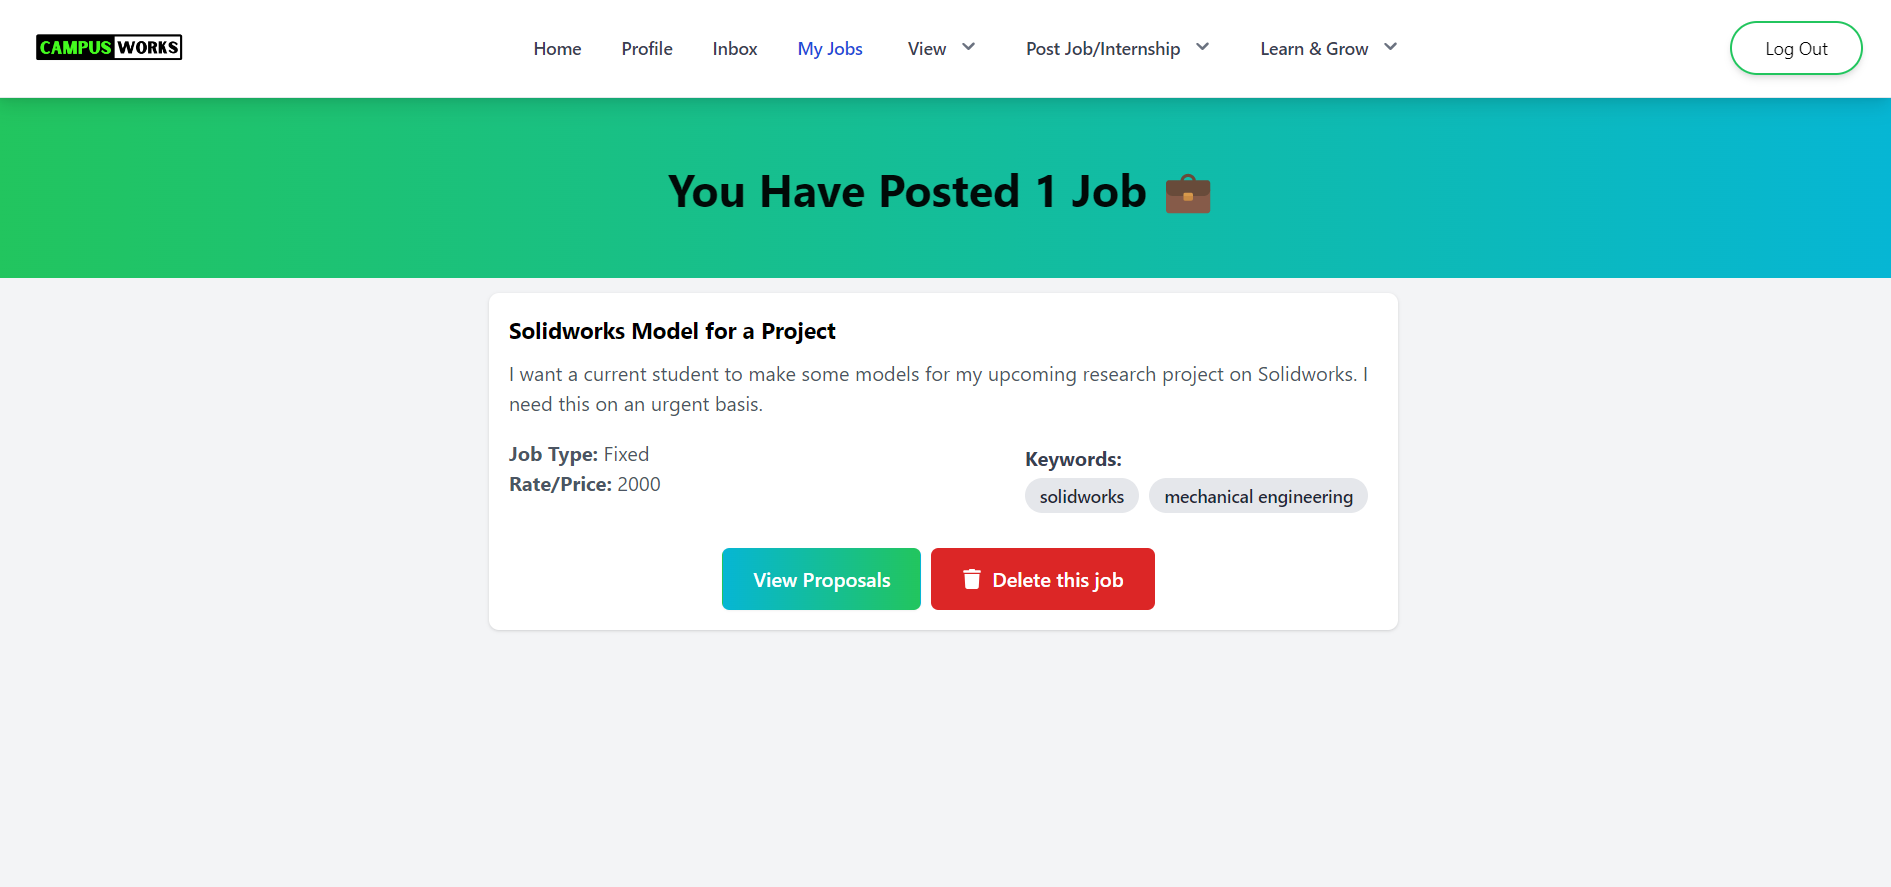 CAMPUS WORKS
Home Profile Inbox My Jobs View Post Job/Internship Learn & Grow Log Out
You Have Posted 1 Job
Solidworks Model for a Project
I want a current student to make some models for my upcoming research project on Solidworks. I
need this on an urgent basis.
Job Type: Fixed
Rate/Price: 2000
Keywords:
solidworks mechanical engineering
View Proposals Delete this job